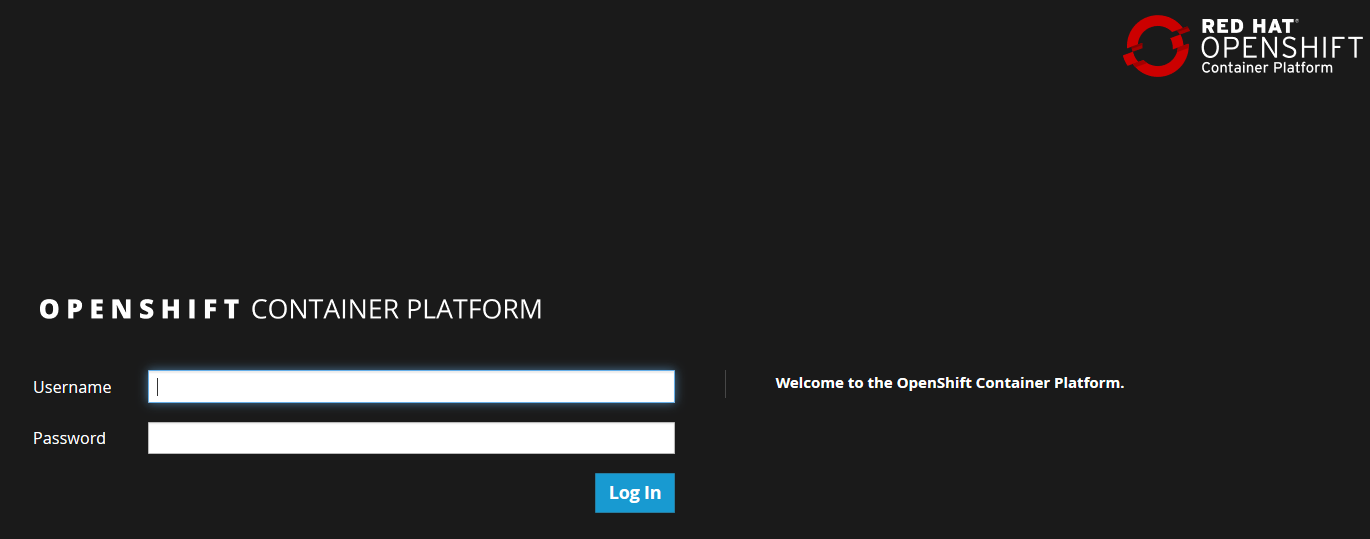 RED HAT®
OPENSHIFT
Container Platform
OPENSHIFT CONTAINER PLATFORM
Username
Welcome to the OpenShift Container Platform.
Password
Log In